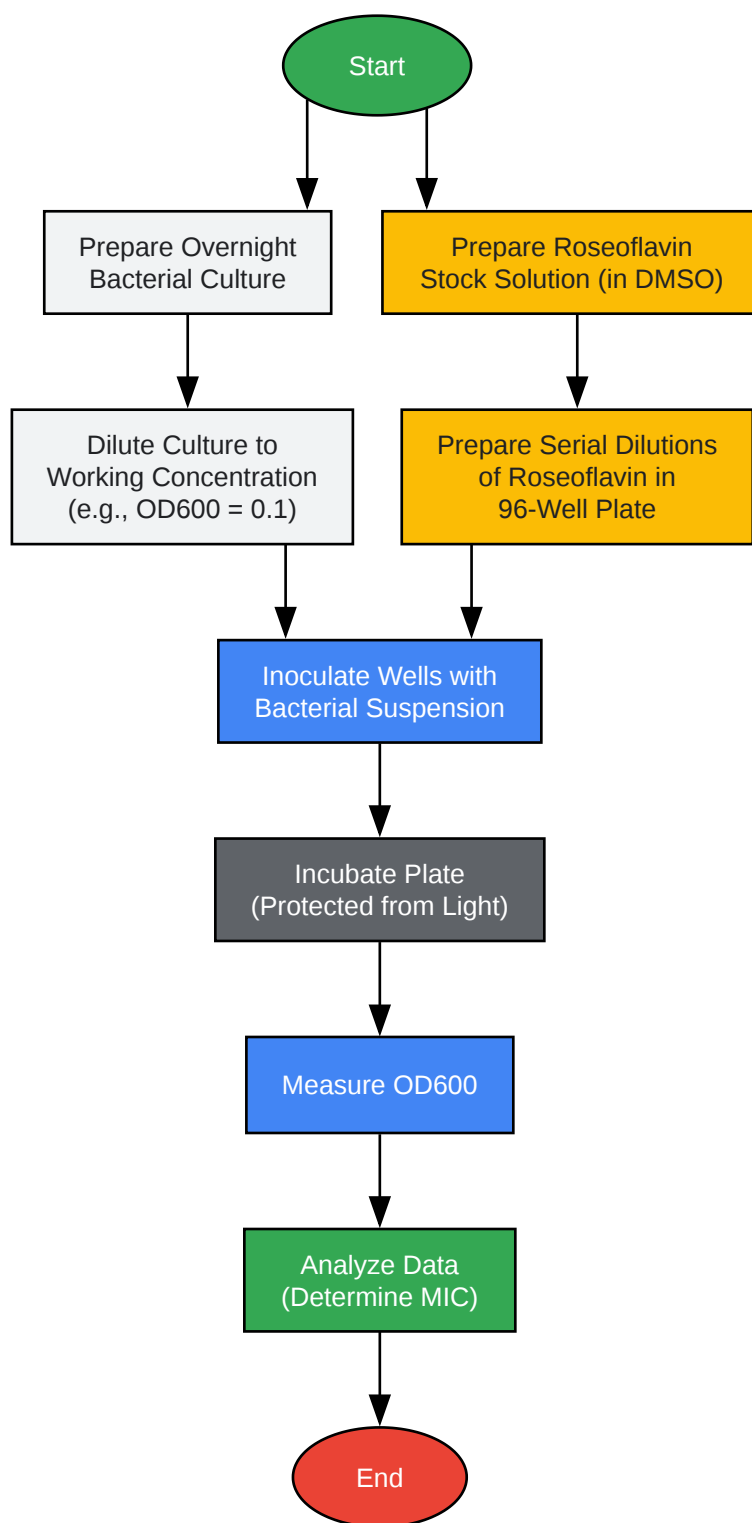 Start
Prepare Overnight
Bacterial Culture
Prepare Roseoflavin
Stock Solution (in DMSO)
Dilute Culture to
Working Concentration
(e.g., OD600 = 0.1)
Prepare Serial Dilutions
of Roseoflavin in
96-Well Plate
Inoculate Wells with
Bacterial Suspension
Incubate Plate
(Protected from Light)
Measure OD600
Analyze Data
(Determine MIC)
End